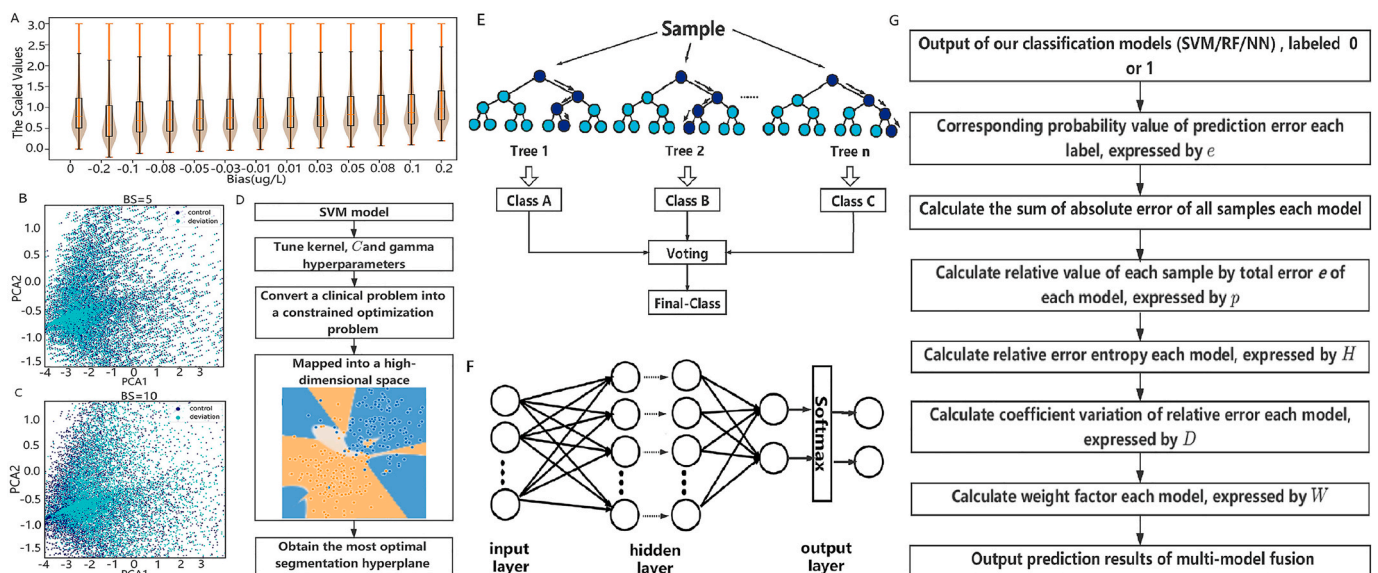 A
The Scaled Values
3.0
2.5
2.0
1.5
1.0
0.5
0.0
0
-0.2
-0.1
-0.08
-0.05
-0.03
-0.01
0.01
0.03
0.05
0.08
0.1
0.2
Bias(ug/L)
B
BS=5
control
deviation
PCA2
1.0
0.5
0.0
-0.5
-1.0
-1.5
-4
-3
-2
-1
0
1
2
3
PCA1
C
BS=10
control
deviation
PCA2
1.0
0.5
0.0
-0.5
-1.0
-1.5
-4
-3
-2
-1
0
1
2
3
PCA1
D
SVM model
Tune kernel, C and gamma
hyperparameters
Convert a clinical problem into
a constrained optimization
problem
Mapped into a high-
dimensional space
Obtain the most optimal
segmentation hyperplane
E
Sample
......
Tree 1
Tree 2
Tree n
Class A
Class B
Class C
Voting
Final-Class
F
Softmax
input
layer
hidden
layer
output
layer
G
Output of our classification models (SVM/RF/NN) , labeled 0
or 1
Corresponding probability value of prediction error each
label, expressed by e
Calculate the sum of absolute error of all samples each model
Calculate relative value of each sample by total error e of
each model, expressed by p
Calculate relative error entropy each model, expressed by H
Calculate coefficient variation of relative error each model,
expressed by D
Calculate weight factor each model, expressed by W
Output prediction results of multi-model fusion